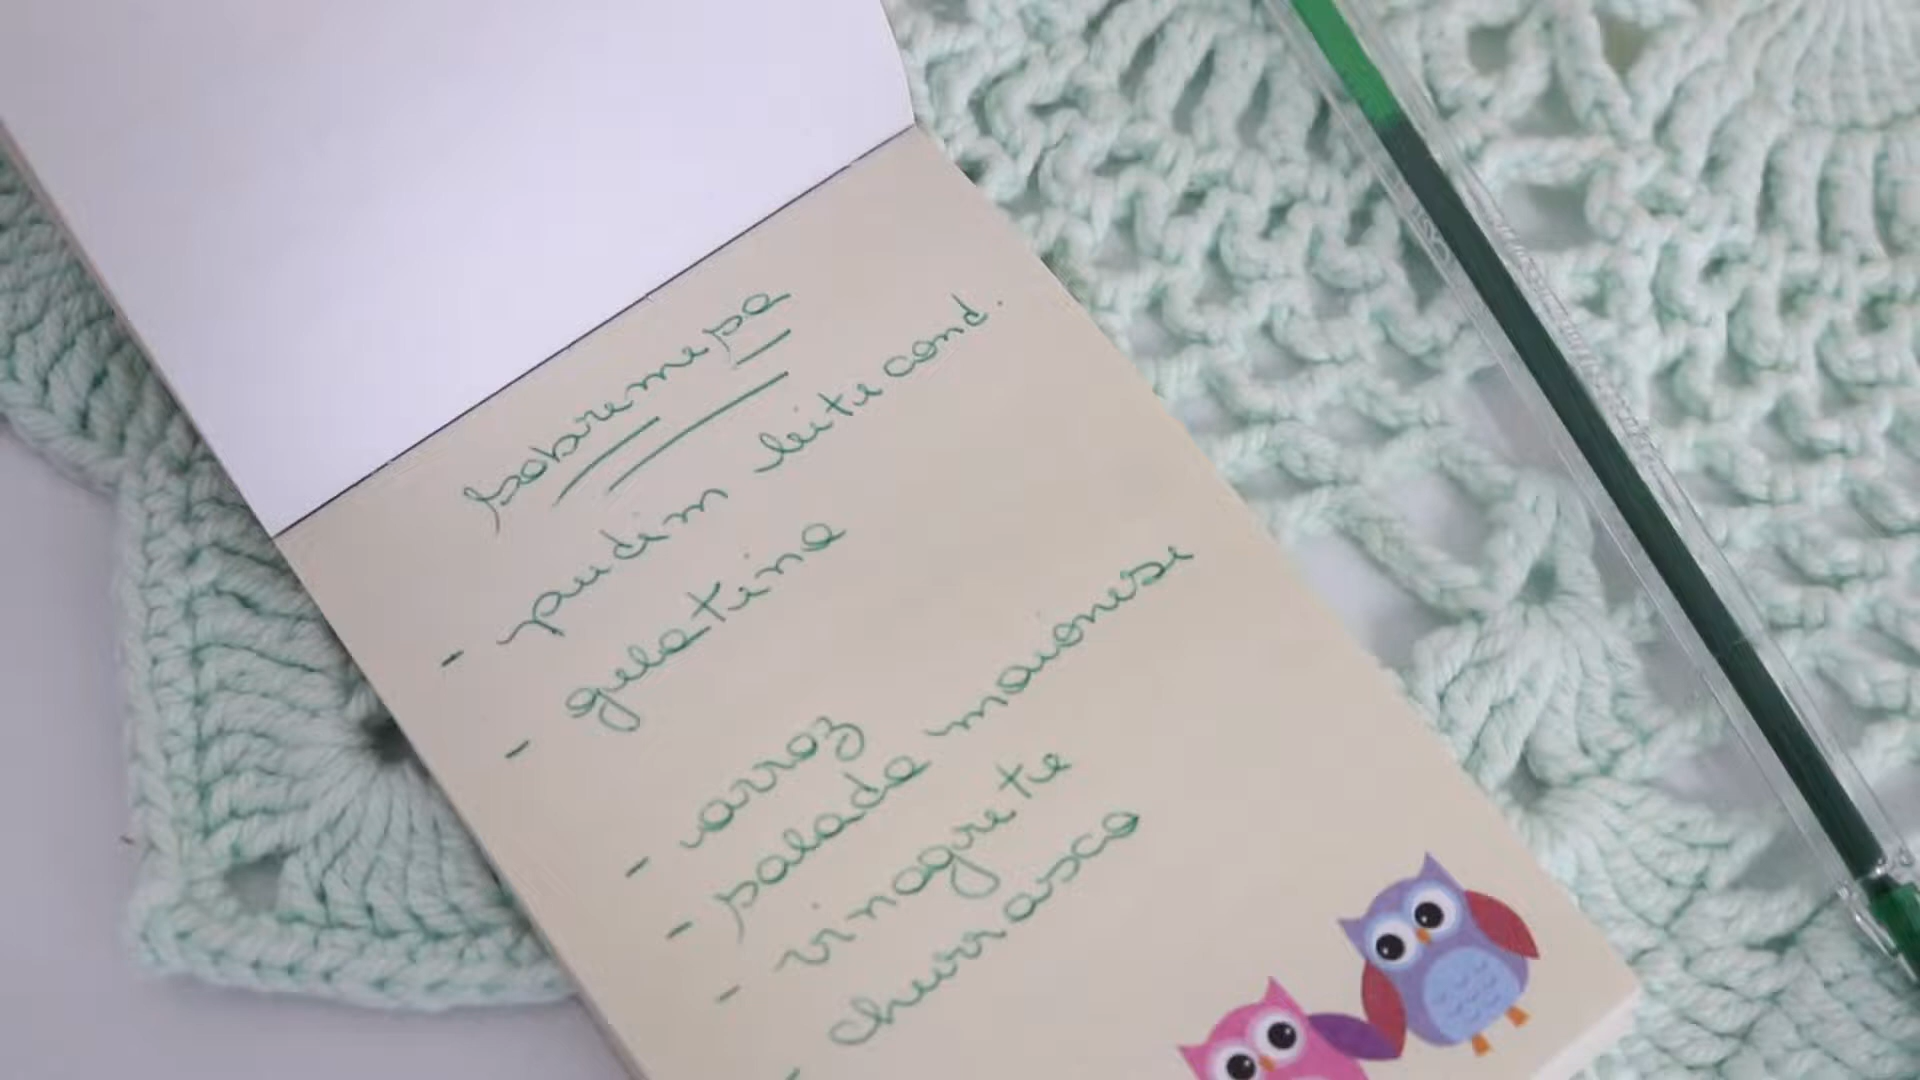 sobremesa
- pudim leite cond.
- gelatina
- arroz
- salada maionese
- vinagrete
- churrasco